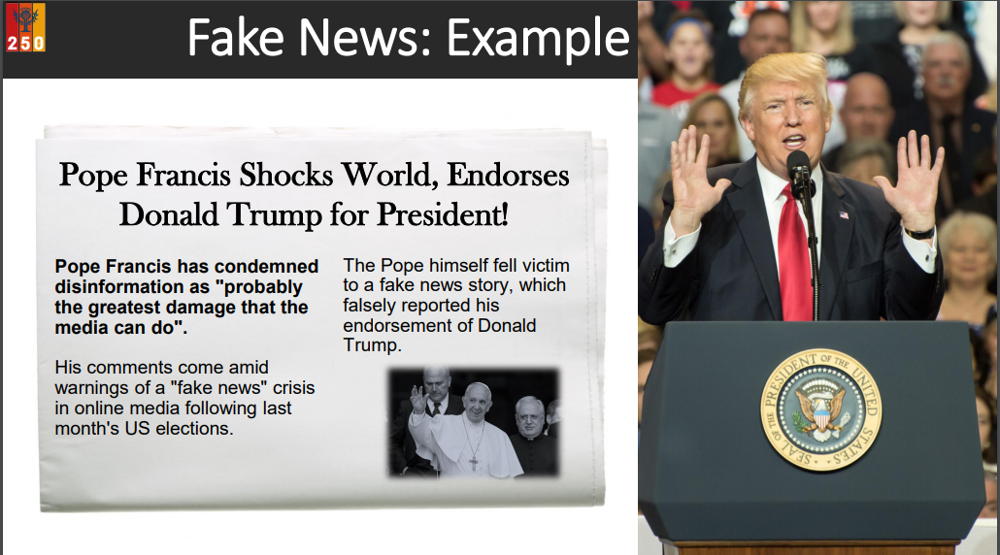 250
Fake News: Example
Pope Francis Shocks World, Endorses
Donald Trump for President!
Pope Francis has condemned
disinformation as "probably
the greatest damage that the
media can do".
His comments come amid
warnings of a "fake news" crisis
in online media following last
month's US elections.
The Pope himself fell victim
to a fake news story, which
falsely reported his
endorsement of Donald
Trump.
SEAL OF THE PRESIDENT OF THE UNITED STATES